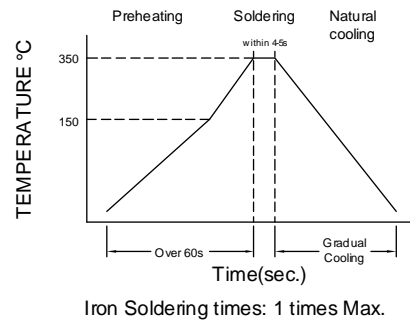 Preheating Soldering Natural cooling
within 4-5s
350
150
TEMPERATURE °C
Over 60s
Gradual Cooling
Time(sec.)
Iron Soldering times: 1 times Max.